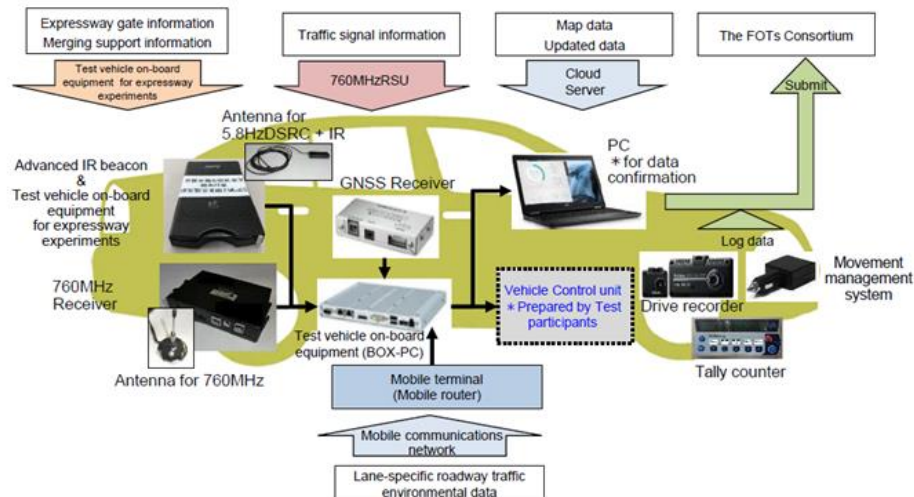 Expressway gate information
Merging support information
Traffic signal information
Map data
Updated data
The FOTs Consortium
Test vehicle on-board
equipment for expressway
experiments
760MHzRSU
Cloud
Server
Submit
Antenna for
5.8HzDSRC + IR
Advanced IR beacon
&
Test vehicle on-board
equipment
for expressway
experiments
GNSS Receiver
PC
* for data
confirmation
Log data
760MHz
Receiver
Vehicle Control unit
* Prepared by Test
participants
Drive recorder
Movement
management
system
Test vehicle on-board
equipment (BOX-PC)
Antenna for 760MHz
Tally counter
Mobile terminal
(Mobile router)
Mobile communications
network
Lane-specific roadway traffic
environmental data